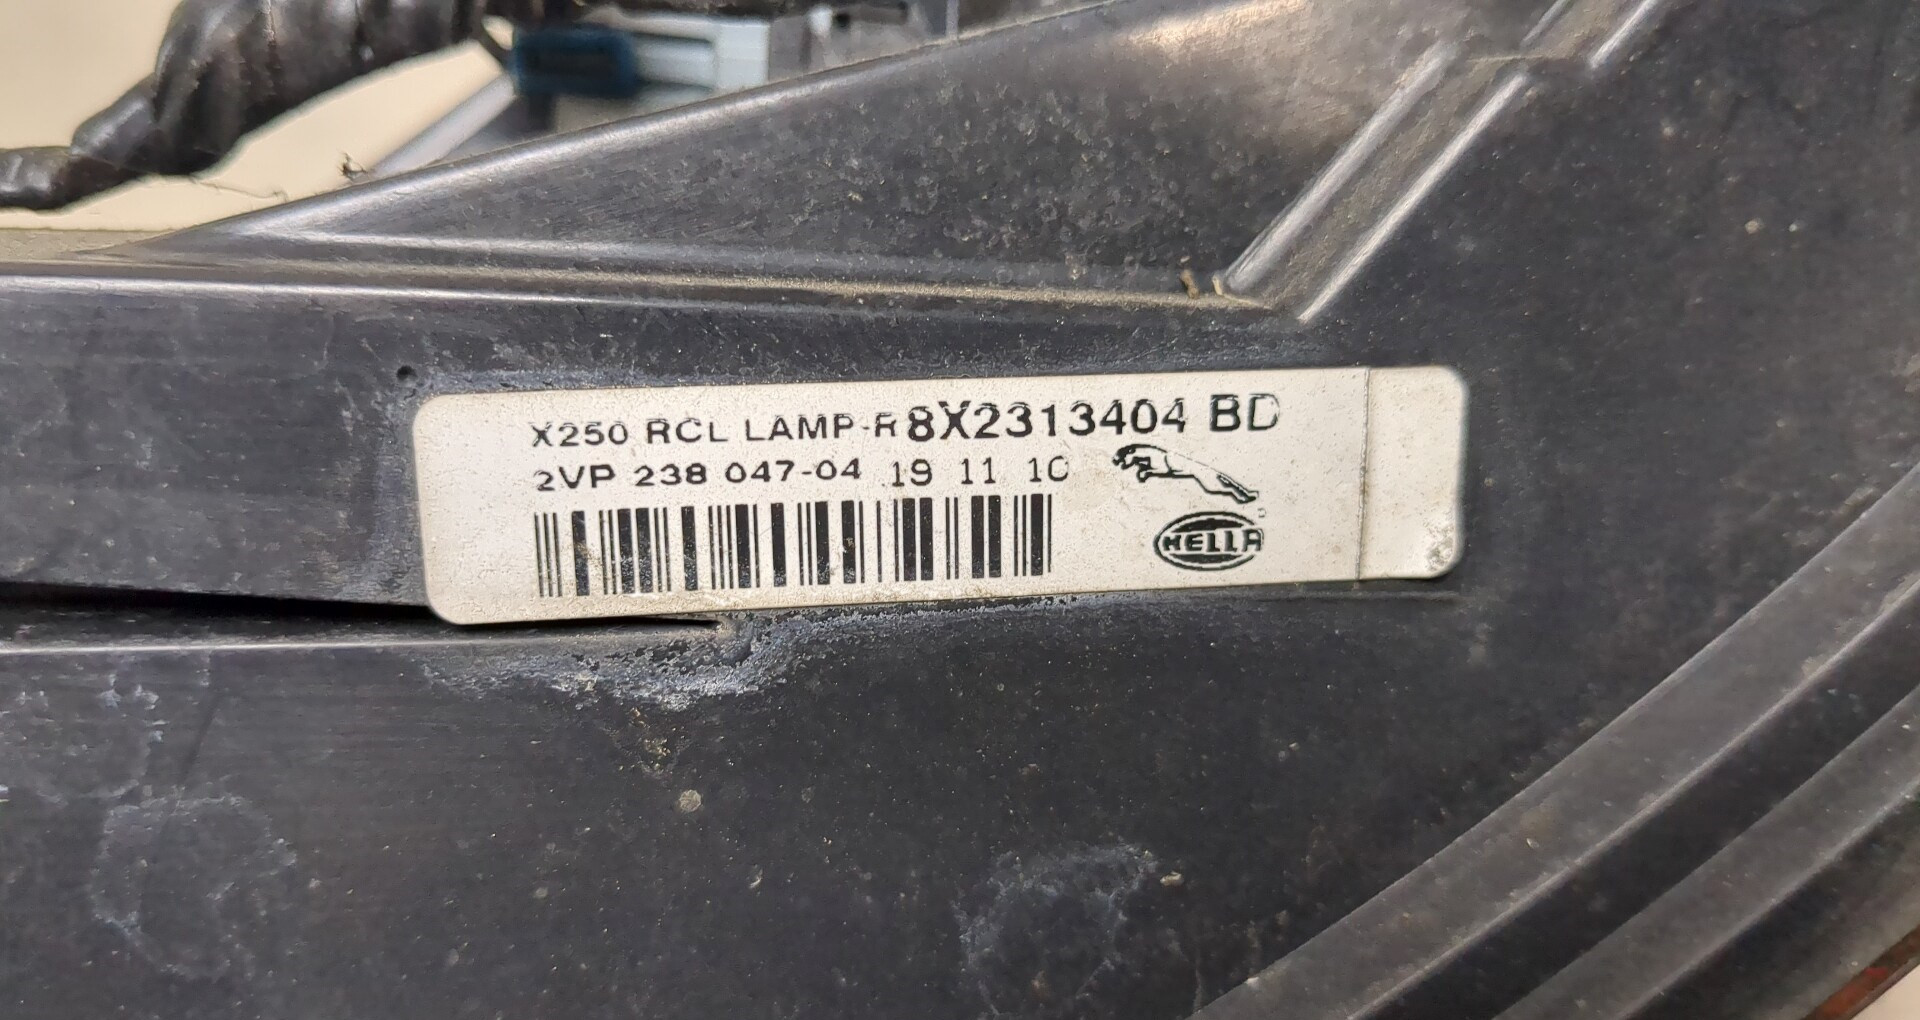 X250 RCL LAMP-R 8X2313404 BD
2VP 238 047-04 19 11 10
HELLA